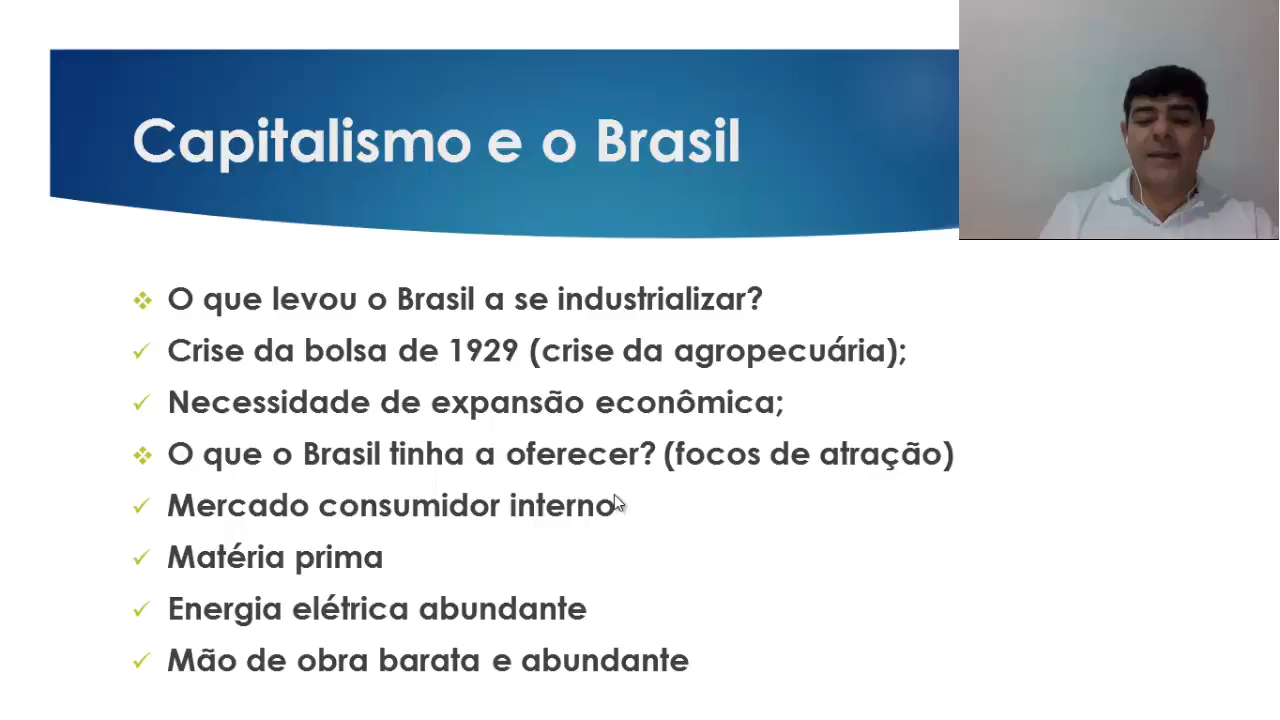 Capitalismo e o Brasil
O que levou o Brasil a se industrializar?
Crise da bolsa de 1929 (crise da agropecuária);
Necessidade de expansão econômica;
O que o Brasil tinha a oferecer? (focos de atração)
Mercado consumidor interno
Matéria prima
Energia elétrica abundante
Mão de obra barata e abundante